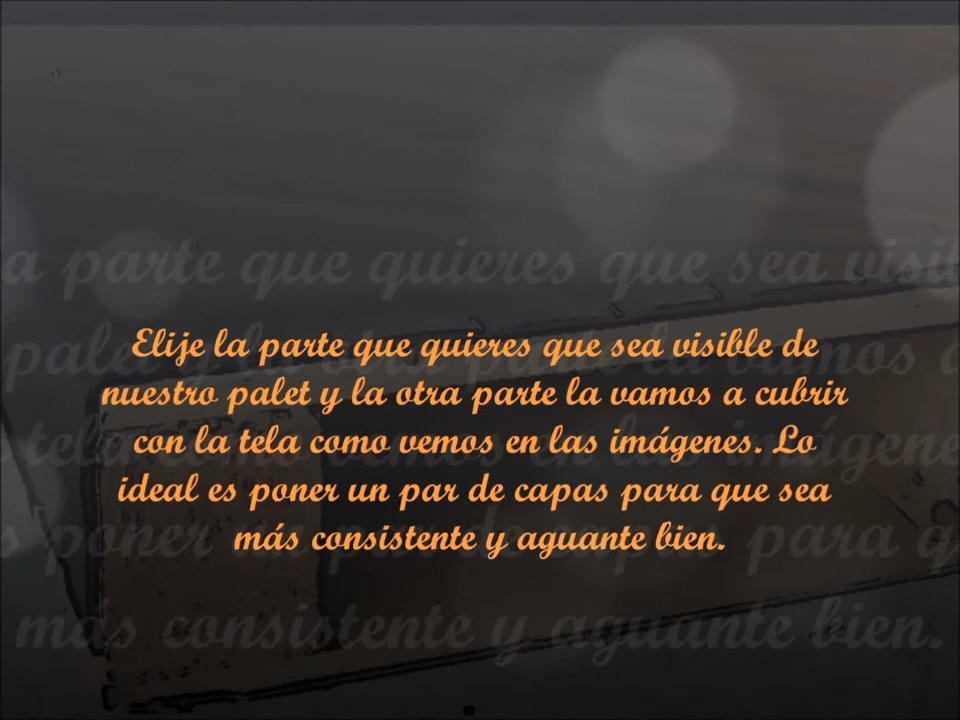 Elije la parte que quieres que sea visible de
nuestro palet y la otra parte la vamos a cubrir
con la tela como vemos en las imágenes. Lo
ideal es poner un par de capas para que sea
más consistente y aguante bien.